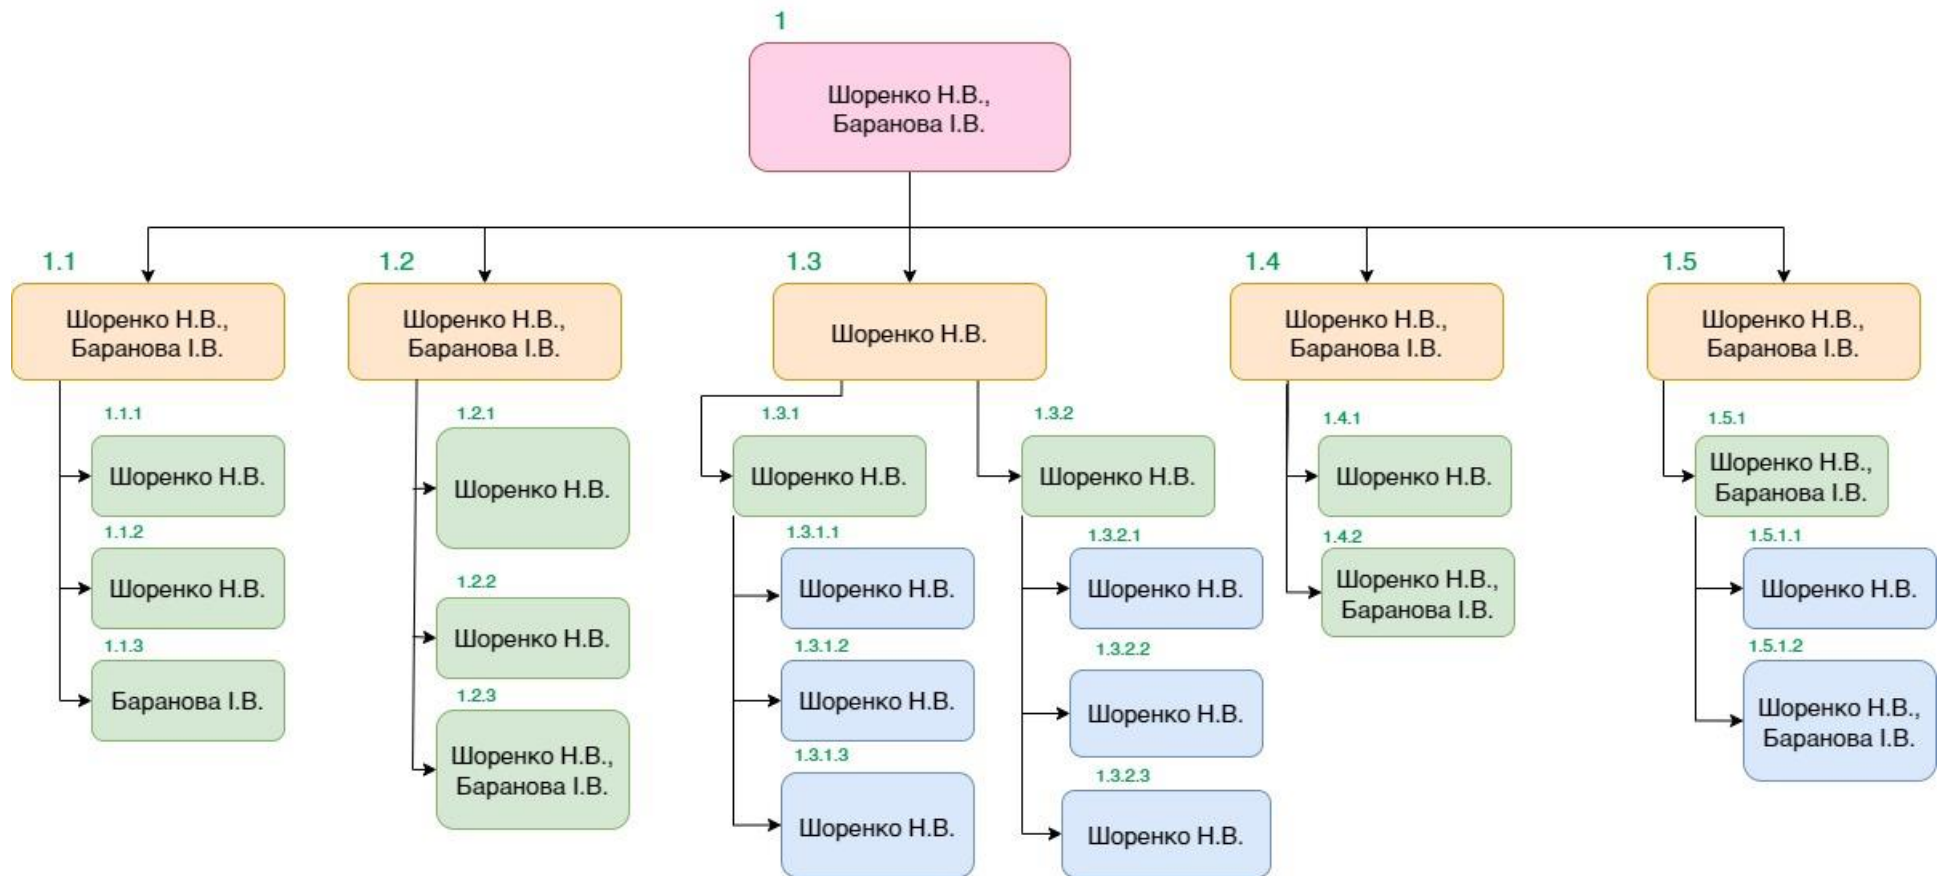 1
Шоренко Н.В.,
Баранова І.В.
1.1
Шоренко Н.В.,
Баранова І.В.
1.1.1
Шоренко Н.В.
1.1.2
Шоренко Н.В.
1.1.3
Баранова І.В.
1.2
Шоренко Н.В.,
Баранова І.В.
1.2.1
Шоренко Н.В.
1.2.2
Шоренко Н.В.
1.2.3
Шоренко Н.В.,
Баранова І.В.
1.3
Шоренко Н.В.
1.3.1
Шоренко Н.В.
1.3.1.1
Шоренко Н.В.
1.3.1.2
Шоренко Н.В.
1.3.1.3
Шоренко Н.В.
1.3.2
Шоренко Н.В.
1.3.2.1
Шоренко Н.В.
1.3.2.2
Шоренко Н.В.
1.3.2.3
Шоренко Н.В.
1.4
Шоренко Н.В.,
Баранова І.В.
1.4.1
Шоренко Н.В.
1.4.2
Шоренко Н.В.,
Баранова І.В.
1.5
Шоренко Н.В.,
Баранова І.В.
1.5.1
Шоренко Н.В.,
Баранова І.В.
1.5.1.1
Шоренко Н.В.
1.5.1.2
Шоренко Н.В.,
Баранова І.В.